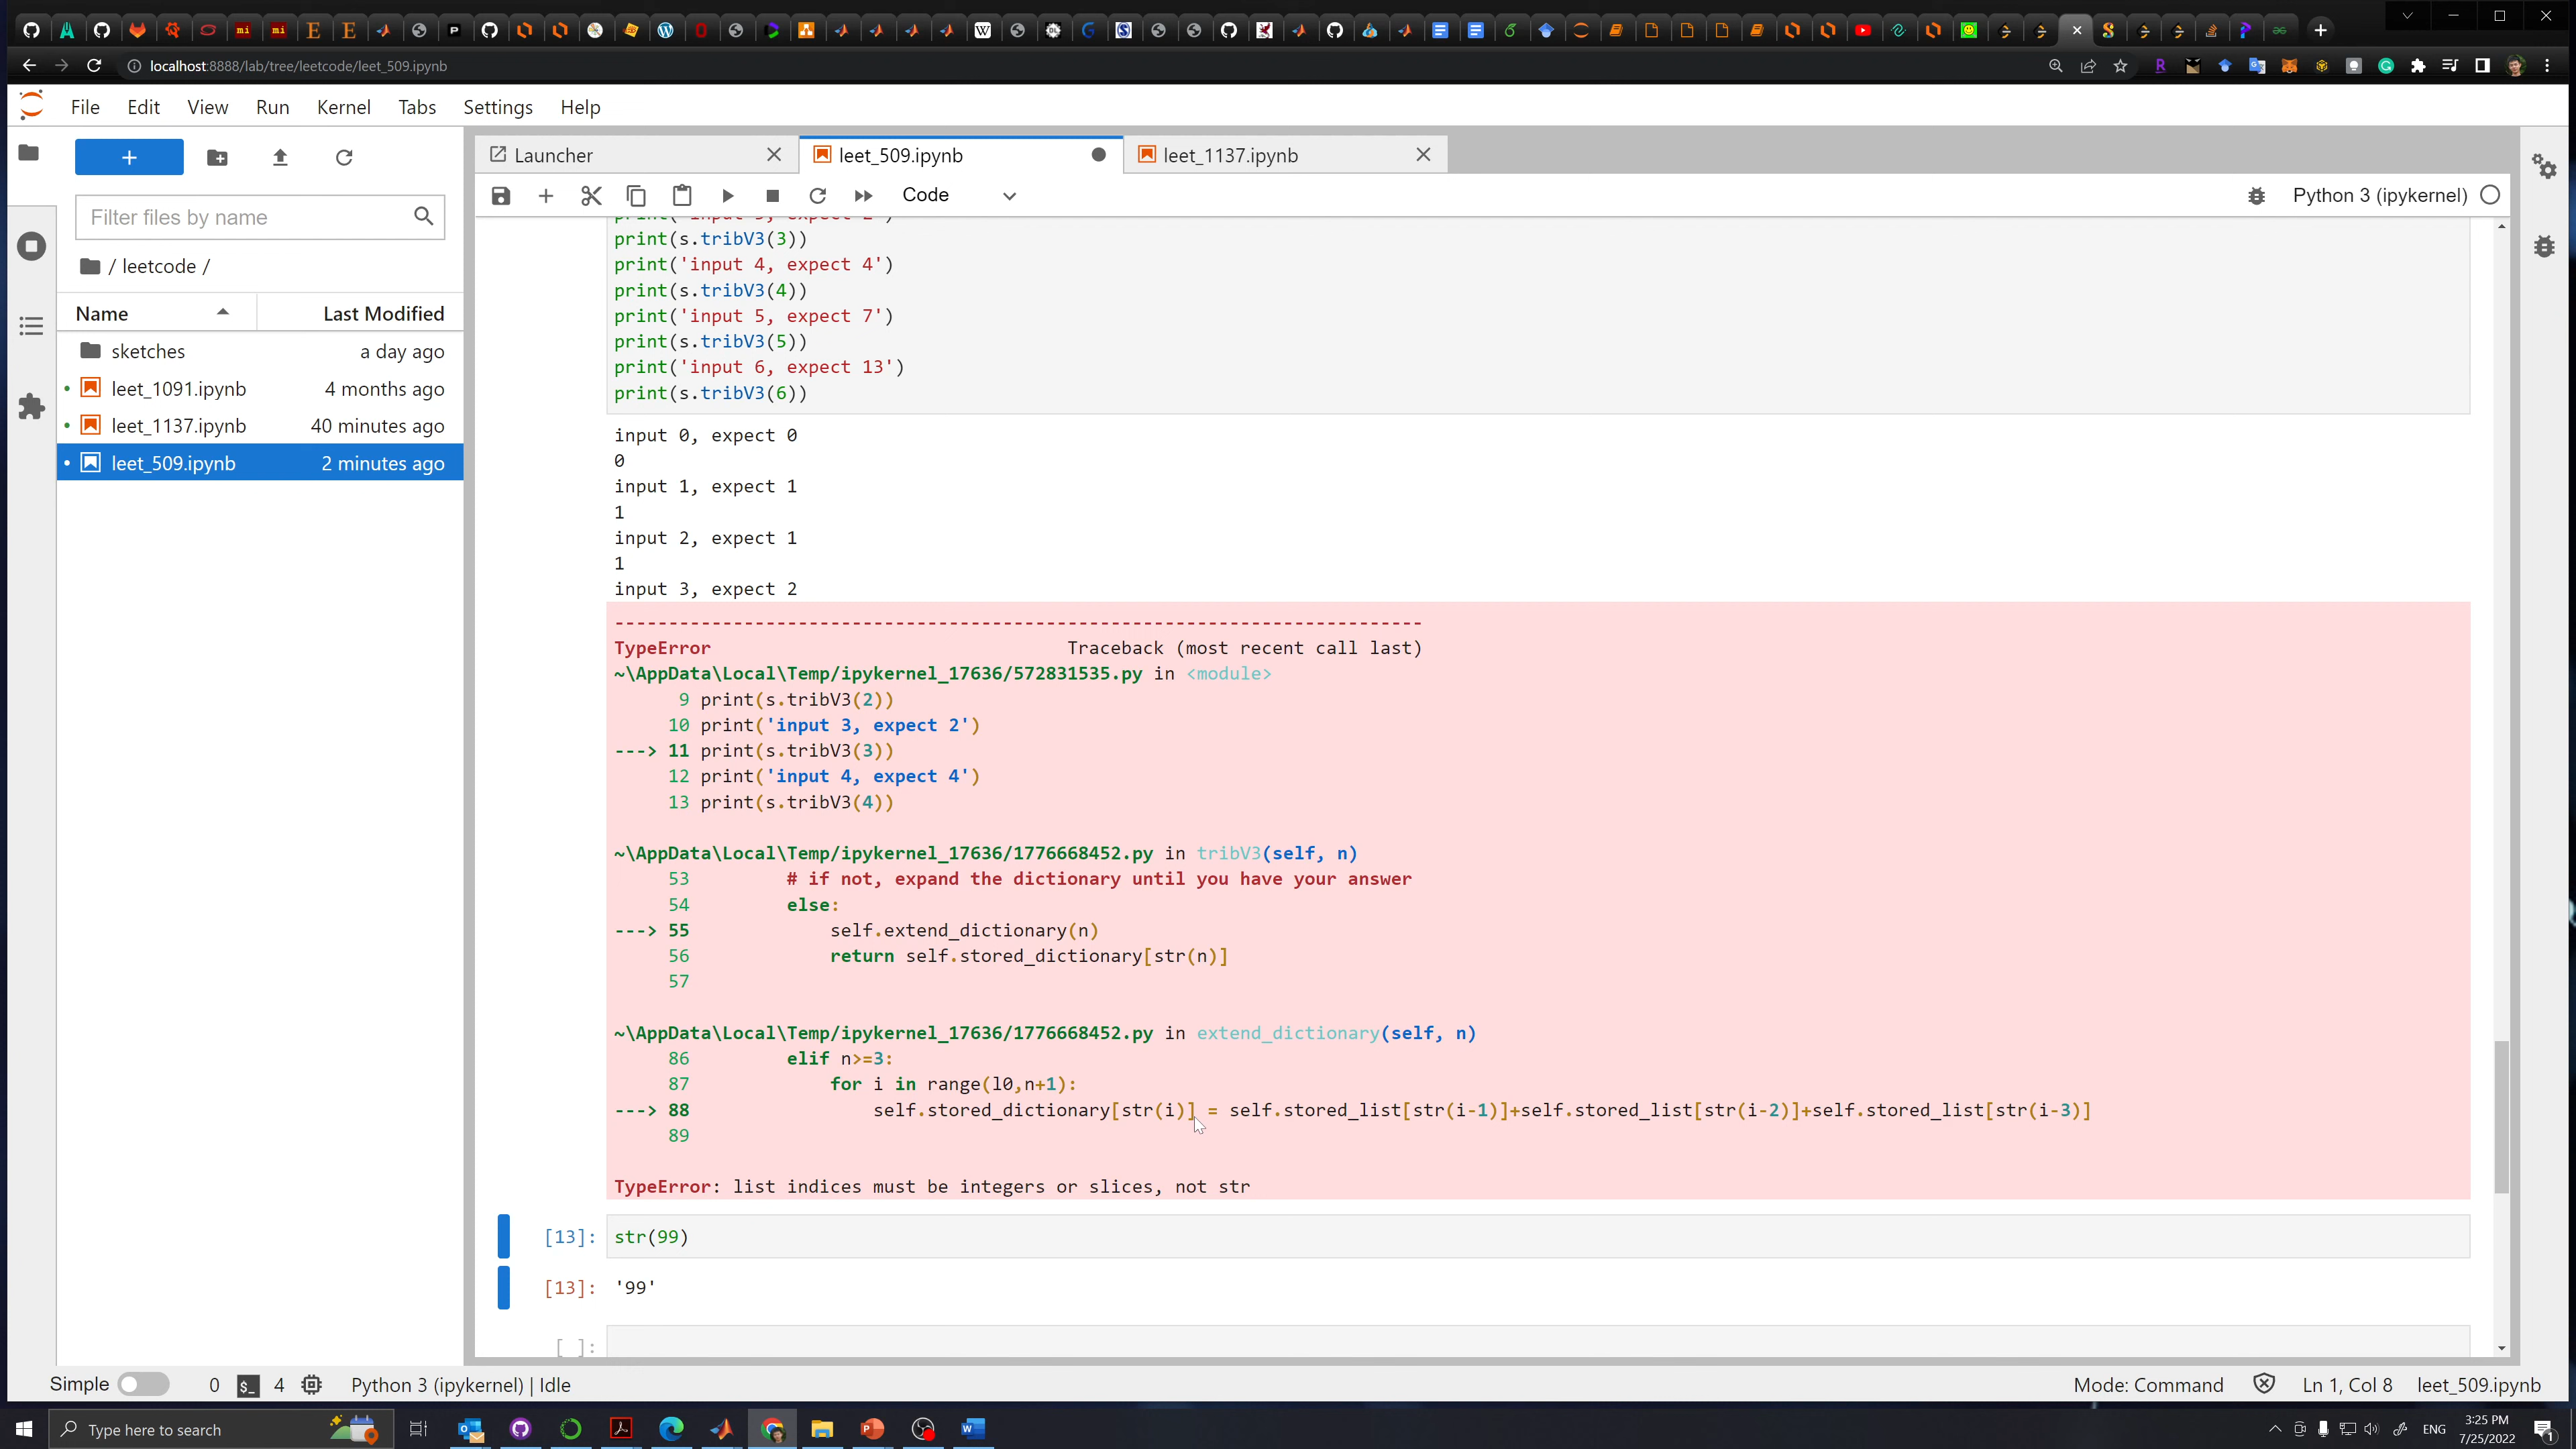 localhost:8888/lab/tree/leetcode/leet_509.ipynb
File Edit View Run Kernel Tabs Settings Help
Launcher
leet_509.ipynb
leet_1137.ipynb
Code
Python 3 (ipykernel)
Filter files by name
/ leetcode /
Name Last Modified
sketches a day ago
leet_1091.ipynb 4 months ago
leet_1137.ipynb 40 minutes ago
leet_509.ipynb 2 minutes ago
print(s.tribV3(3))
print('input 4, expect 4')
print(s.tribV3(4))
print('input 5, expect 7')
print(s.tribV3(5))
print('input 6, expect 13')
print(s.tribV3(6))
input 0, expect 0
0
input 1, expect 1
1
input 2, expect 1
1
input 3, expect 2
---------------------------------------------------------------------------
TypeError Traceback (most recent call last)
~\AppData\Local\Temp/ipykernel_17636/572831535.py in <module>
9 print(s.tribV3(2))
10 print('input 3, expect 2')
---> 11 print(s.tribV3(3))
12 print('input 4, expect 4')
13 print(s.tribV3(4))
~\AppData\Local\Temp/ipykernel_17636/1776668452.py in tribV3(self, n)
53 # if not, expand the dictionary until you have your answer
54 else:
---> 55 self.extend_dictionary(n)
56 return self.stored_dictionary[str(n)]
57
~\AppData\Local\Temp/ipykernel_17636/1776668452.py in extend_dictionary(self, n)
86 elif n>=3:
87 for i in range(l0,n+1):
---> 88 self.stored_dictionary[str(i)] = self.stored_list[str(i-1)]+self.stored_list[str(i-2)]+self.stored_list[str(i-3)]
89
TypeError: list indices must be integers or slices, not str
[13]: str(99)
[13]: '99'
[ ]:
Simple 0 $_ 4 Python 3 (ipykernel) | Idle
Mode: Command Ln 1, Col 8 leet_509.ipynb
Type here to search
ENG
3:25 PM
7/25/2022